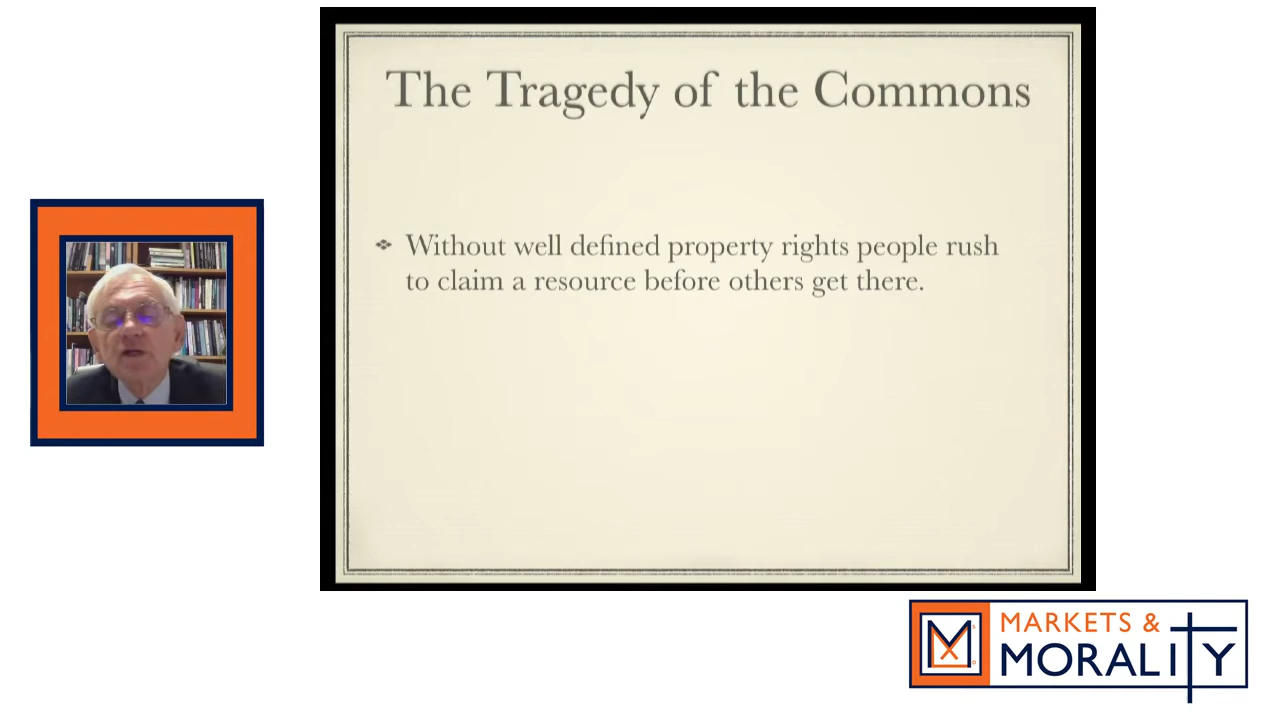 The Tragedy of the Commons
Without well defined property rights people rush
to claim a resource before others get there.
MARKETS &
MORALITY